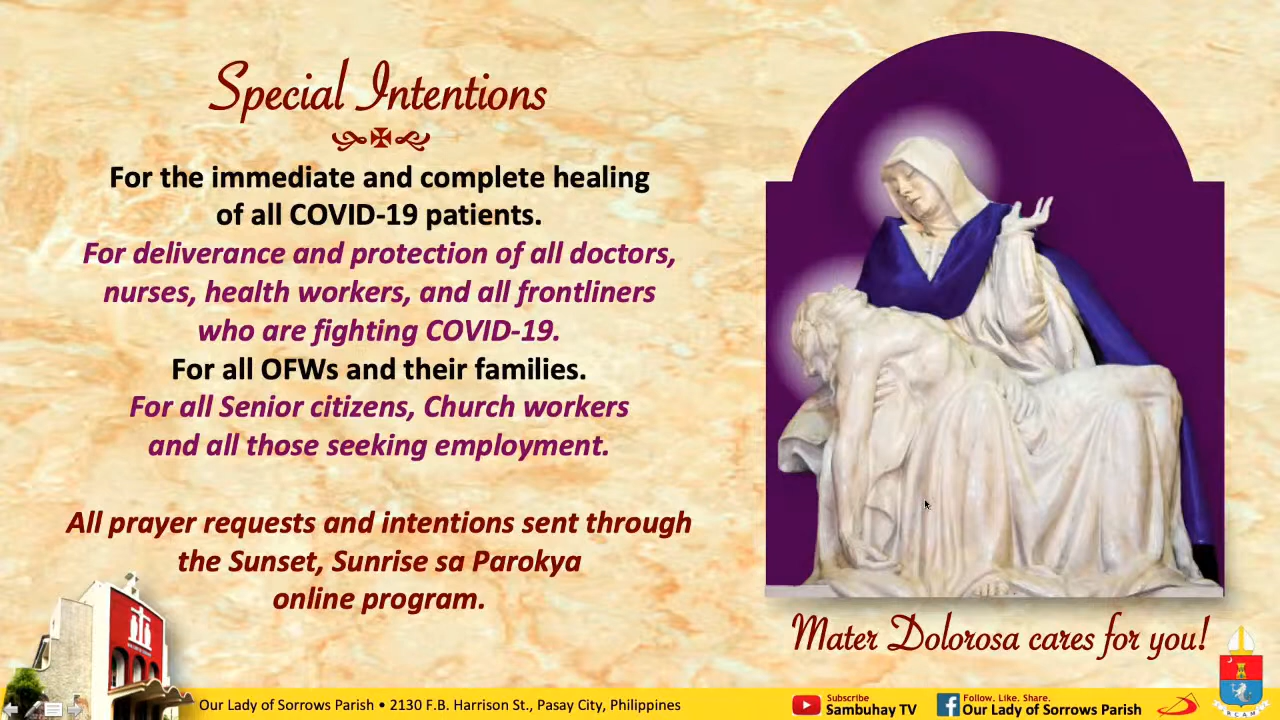 Special Intentions
For the immediate and complete healing
of all COVID-19 patients.
For deliverance and protection of all doctors,
nurses, health workers, and all frontliners
who are fighting COVID-19.
For all OFWs and their families.
For all Senior citizens, Church workers
and all those seeking employment.
All prayer requests and intentions sent through
the Sunset, Sunrise sa Parokya
online program.
Mater Dolorosa cares for you!
Our Lady of Sorrows Parish • 2130 F.B. Harrison St., Pasay City, Philippines
Subscribe
Sambuhay TV
Follow. Like. Share.
Our Lady of Sorrows Parish
RCAM